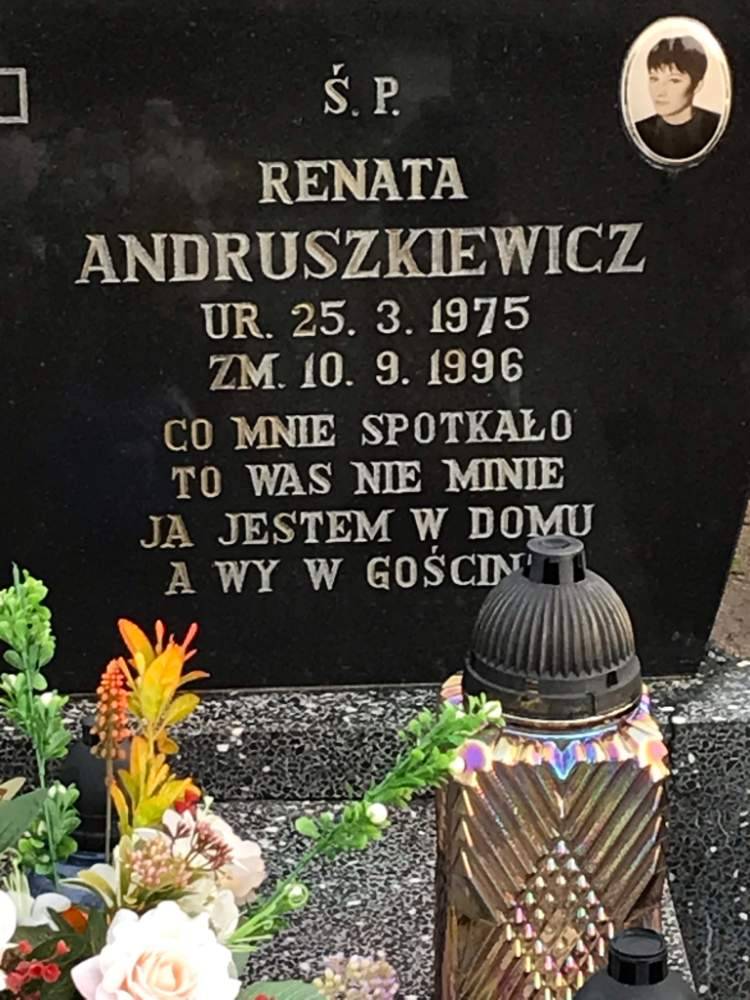 Ś. P.
RENATA
ANDRUSZKIEWICZ
UR. 25. 3. 1975
ZM. 10. 9. 1996
CO MNIE SPOTKAŁO
TO WAS NIE MINIE
JA JESTEM W DOMU
A WY W